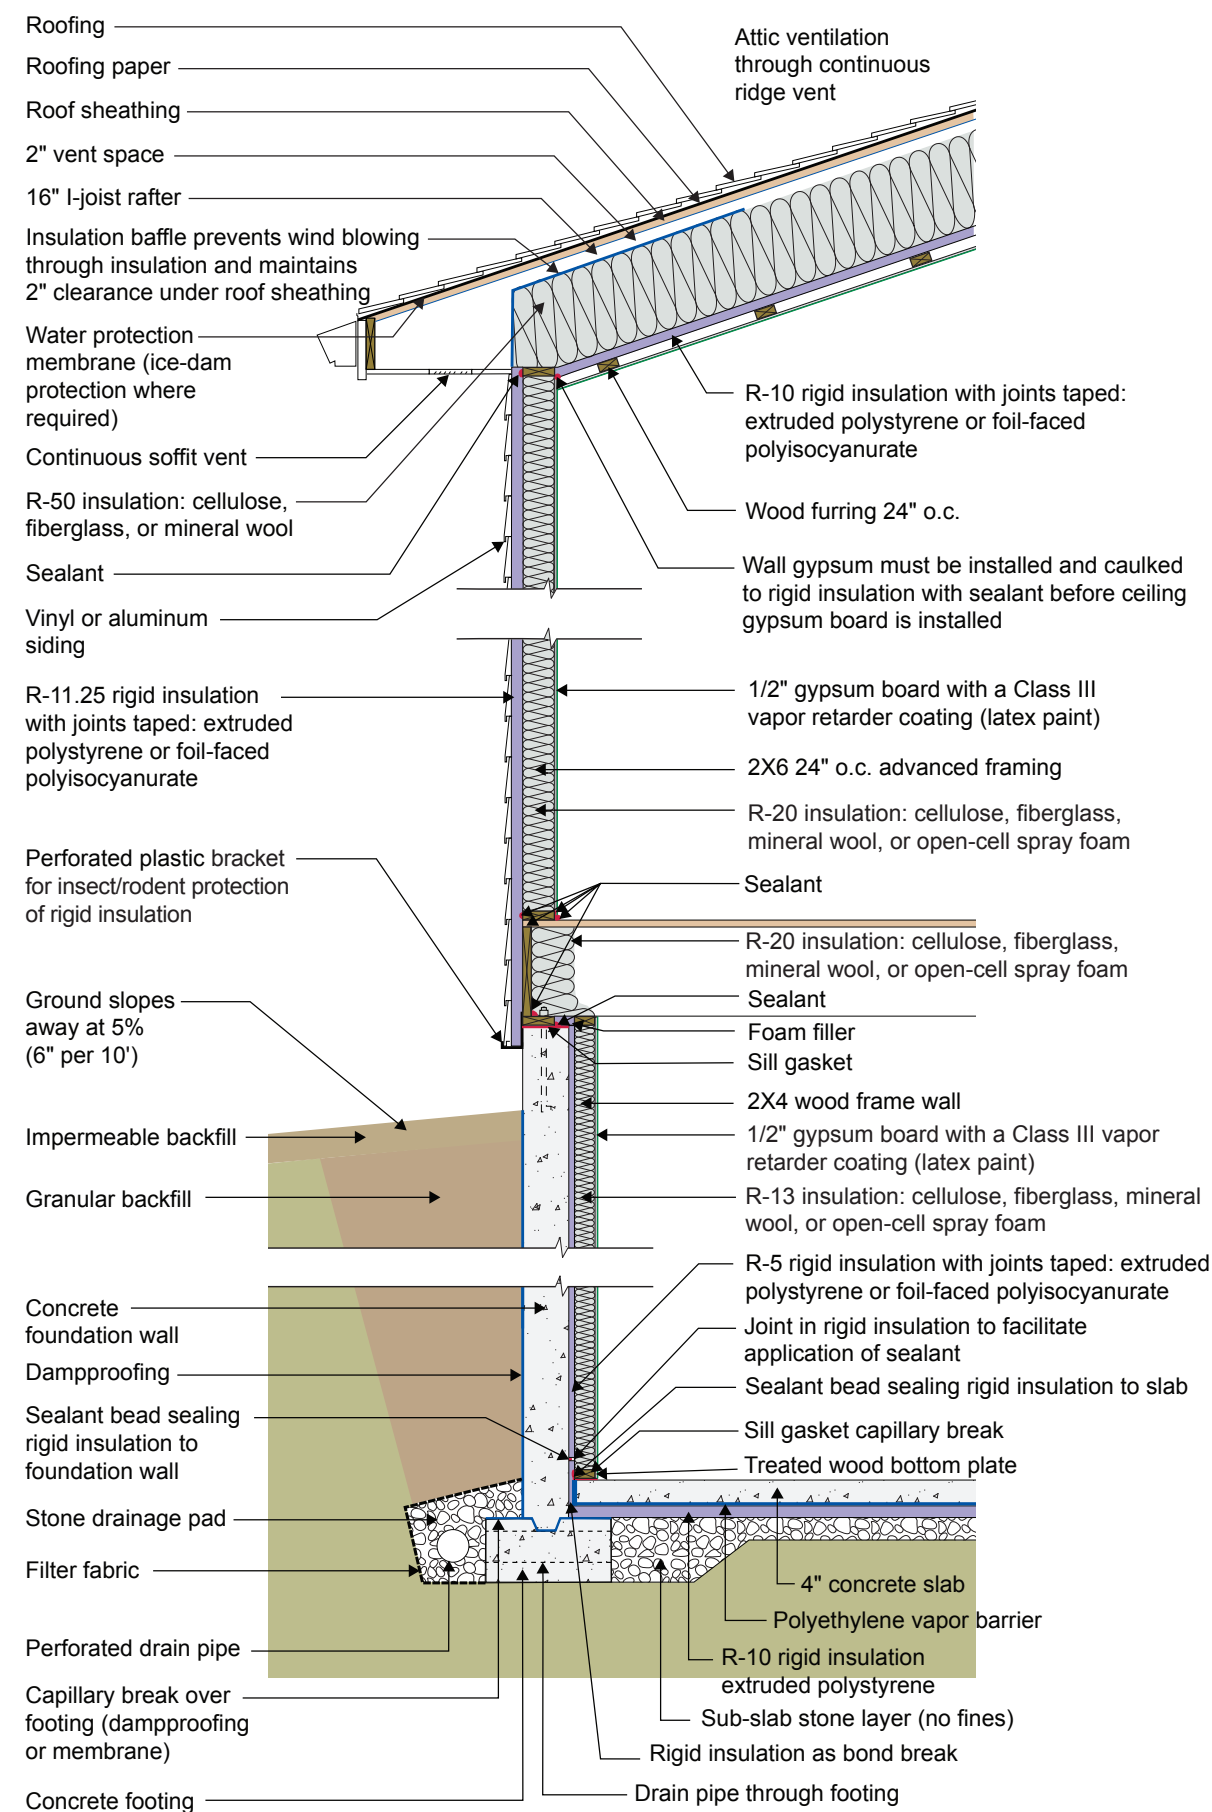 Roofing
Roofing paper
Roof sheathing
2" vent space
16" I-joist rafter
Insulation baffle prevents wind blowing
through insulation and maintains
2" clearance under roof sheathing
Water protection
membrane (ice-dam
protection where
required)
Continuous soffit vent
R-50 insulation: cellulose,
fiberglass, or mineral wool
Sealant
Vinyl or aluminum
siding
R-11.25 rigid insulation
with joints taped: extruded
polystyrene or foil-faced
polyisocyanurate
Perforated plastic bracket
for insect/rodent protection
of rigid insulation
Ground slopes
away at 5%
(6" per 10')
Impermeable backfill
Granular backfill
Concrete
foundation wall
Dampproofing
Sealant bead sealing
rigid insulation to
foundation wall
Stone drainage pad
Filter fabric
Perforated drain pipe
Capillary break over
footing (dampproofing
or membrane)
Concrete footing
Attic ventilation
through continuous
ridge vent
R-10 rigid insulation with joints taped:
extruded polystyrene or foil-faced
polyisocyanurate
Wood furring 24" o.c.
Wall gypsum must be installed and caulked
to rigid insulation with sealant before ceiling
gypsum board is installed
1/2" gypsum board with a Class III
vapor retarder coating (latex paint)
2X6 24" o.c. advanced framing
R-20 insulation: cellulose, fiberglass,
mineral wool, or open-cell spray foam
Sealant
R-20 insulation: cellulose, fiberglass,
mineral wool, or open-cell spray foam
Sealant
Foam filler
Sill gasket
2X4 wood frame wall
1/2" gypsum board with a Class III vapor
retarder coating (latex paint)
R-13 insulation: cellulose, fiberglass, mineral
wool, or open-cell spray foam
R-5 rigid insulation with joints taped: extruded
polystyrene or foil-faced polyisocyanurate
Joint in rigid insulation to facilitate
application of sealant
Sealant bead sealing rigid insulation to slab
Sill gasket capillary break
Treated wood bottom plate
4" concrete slab
Polyethylene vapor barrier
R-10 rigid insulation
extruded polystyrene
Sub-slab stone layer (no fines)
Rigid insulation as bond break
Drain pipe through footing